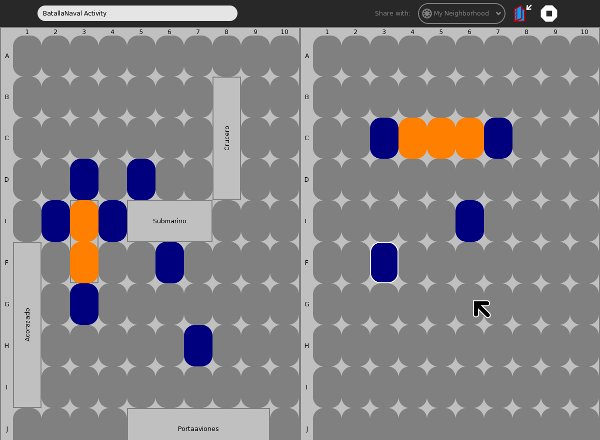 BatallaNaval Activity
Share with:
My Neighborhood
1 2 3 4 5 6 7 8 9 10
1 2 3 4 5 6 7 8 9 10
A
B
C
D
E
F
G
H
I
J
Crucero
Submarino
Acorazado
Portaaviones
A
B
C
D
E
F
G
H
I
J